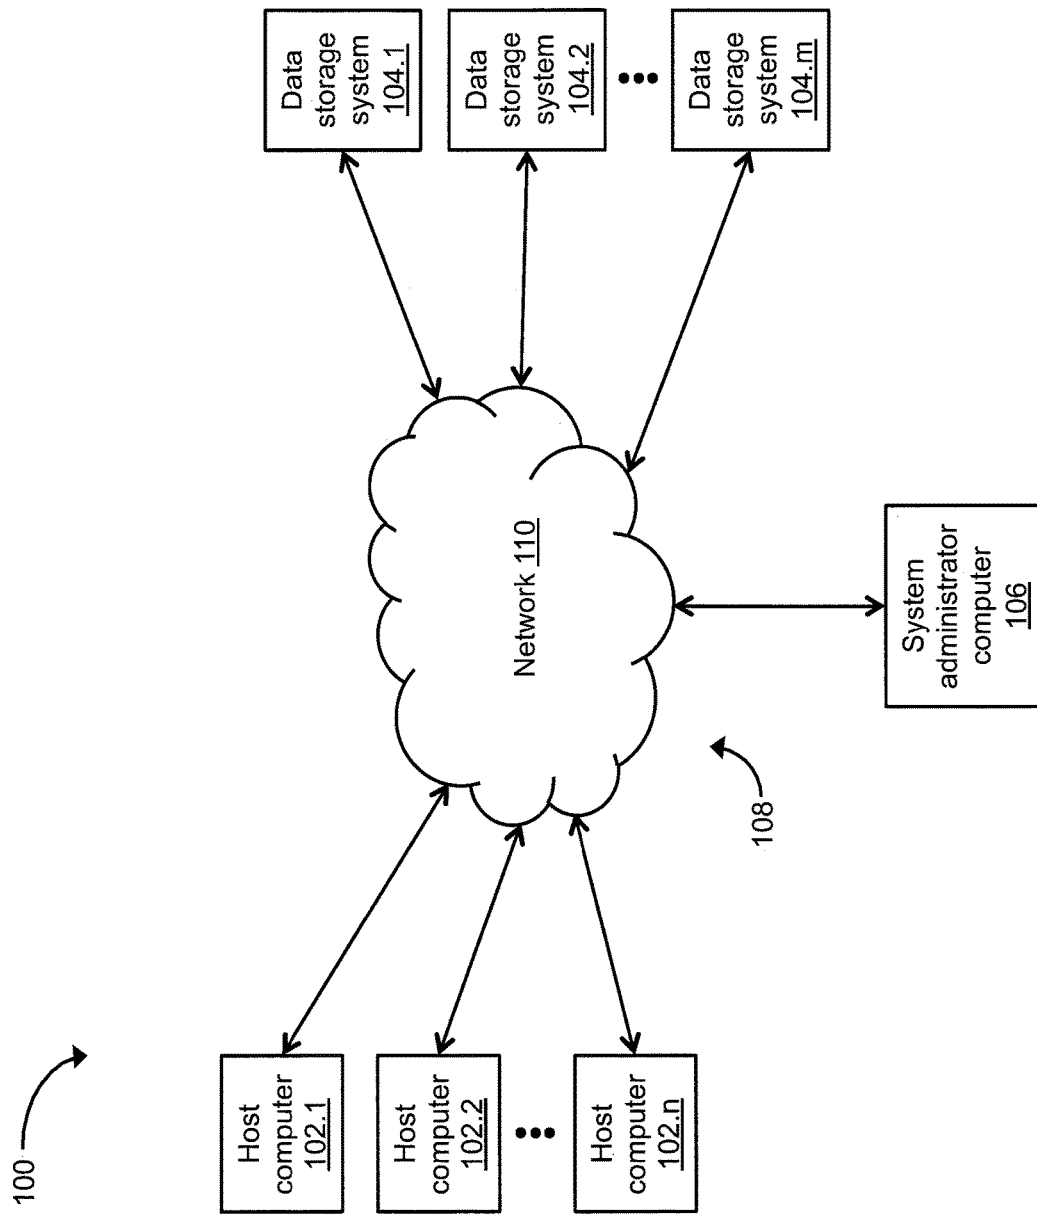 100
Host
computer
102.1
Host
computer
102.2
Host
computer
102.n
Network 110
108
System
administrator
computer
106
Data
storage
system
104.1
Data
storage
system
104.2
Data
storage
system
104.m